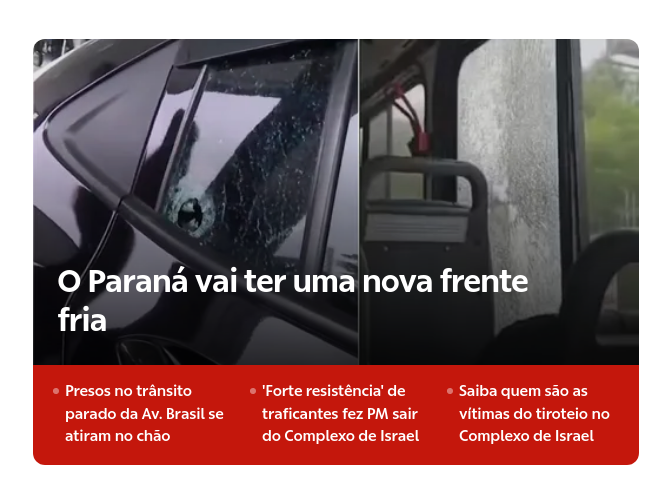 O Paraná vai ter uma nova frente
fria
Presos no trânsito
parado da Av. Brasil se
atiram no chão
'Forte resistência' de
traficantes fez PM sair
do Complexo de Israel
Saiba quem são as
vítimas do tiroteio no
Complexo de Israel